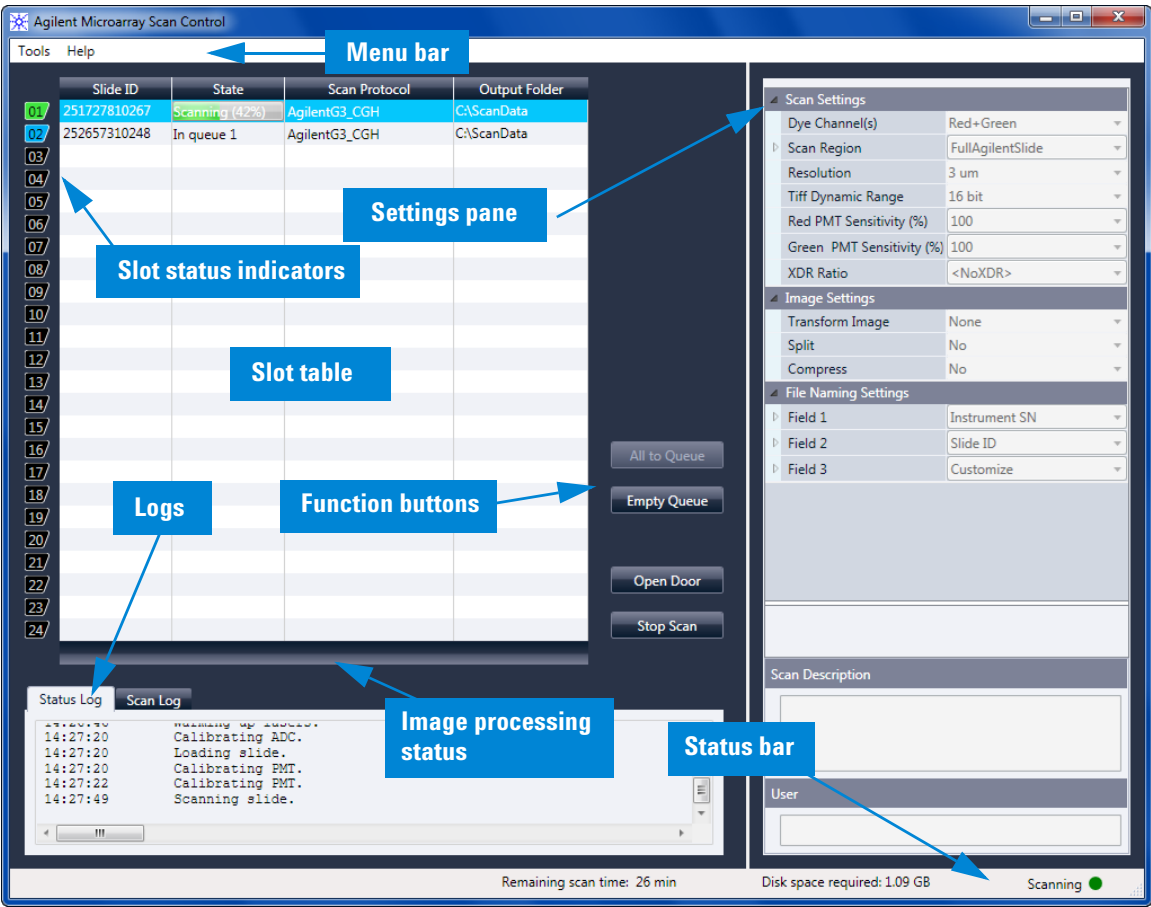 Agilent Microarray Scan Control
Tools Help
Menu bar
Slide ID State Scan Protocol Output Folder
01 251727810267 Scanning (42%) AgilentG3_CGH C:\ScanData
02 252657310248 In queue 1 AgilentG3_CGH C:\ScanData
03
04
05
06
07
08
09
10
11
12
13
14
15
16
17
18
19
20
21
22
23
24
Slot status indicators
Settings pane
Slot table
Logs
Function buttons
All to Queue
Empty Queue
Open Door
Stop Scan
Scan Settings
Dye Channel(s) Red+Green
Scan Region FullAgilentSlide
Resolution 3 um
Tiff Dynamic Range 16 bit
Red PMT Sensitivity (%) 100
Green PMT Sensitivity (%) 100
XDR Ratio <NoXDR>
Image Settings
Transform Image None
Split No
Compress No
File Naming Settings
Field 1 Instrument SN
Field 2 Slide ID
Field 3 Customize
Scan Description
User
Status Log Scan Log
14:26:46 Warming up lasers.
14:27:20 Calibrating ADC.
14:27:20 Loading slide.
14:27:20 Calibrating PMT.
14:27:22 Calibrating PMT.
14:27:49 Scanning slide.
Image processing
status
Status bar
Remaining scan time: 26 min Disk space required: 1.09 GB Scanning